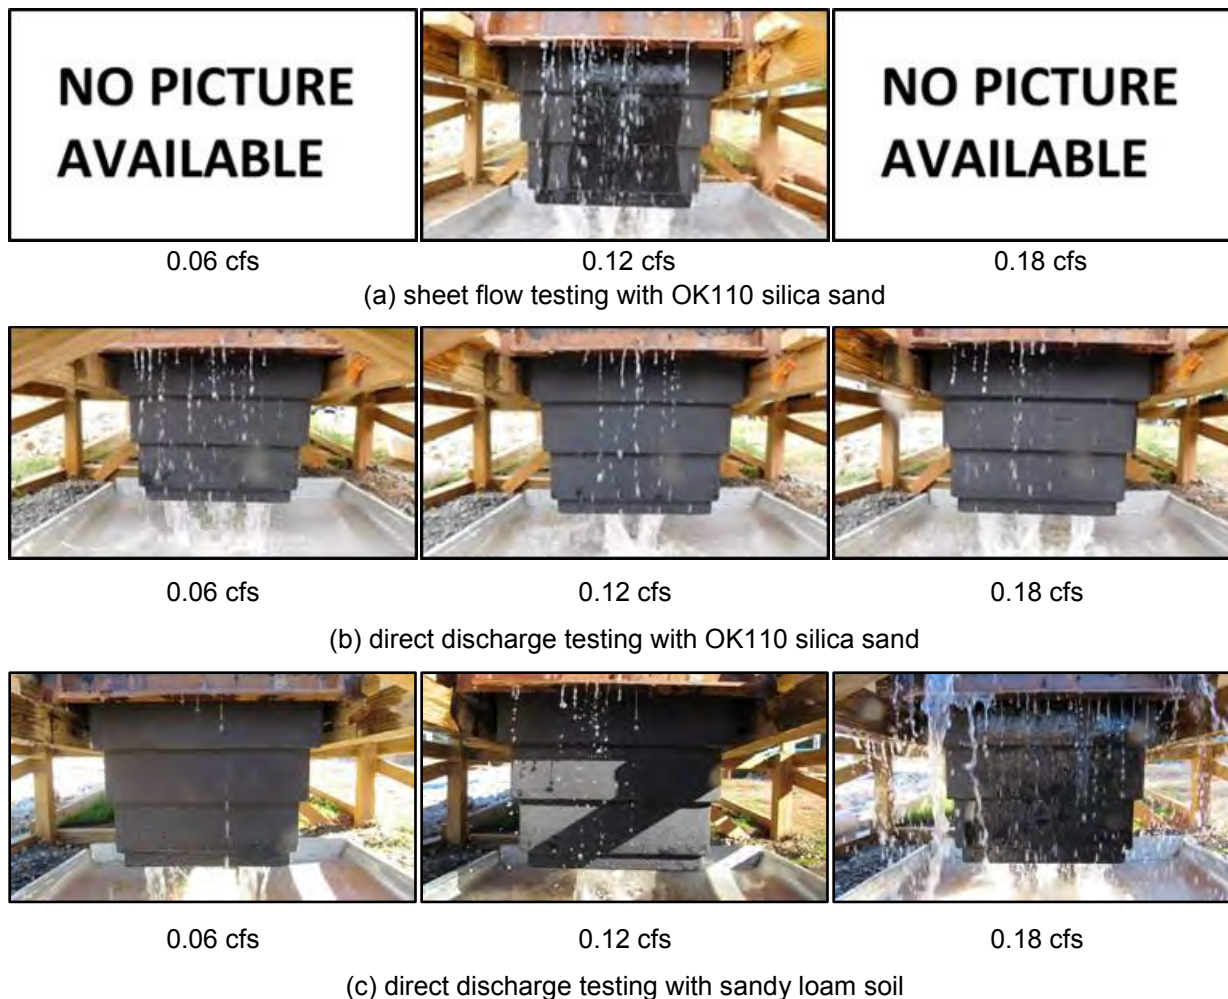 NO PICTURE
AVAILABLE
NO PICTURE
AVAILABLE
0.06 cfs
0.12 cfs
0.18 cfs
(a) sheet flow testing with OK110 silica sand
0.06 cfs
0.12 cfs
0.18 cfs
(b) direct discharge testing with OK110 silica sand
0.06 cfs
0.12 cfs
0.18 cfs
(c) direct discharge testing with sandy loam soil